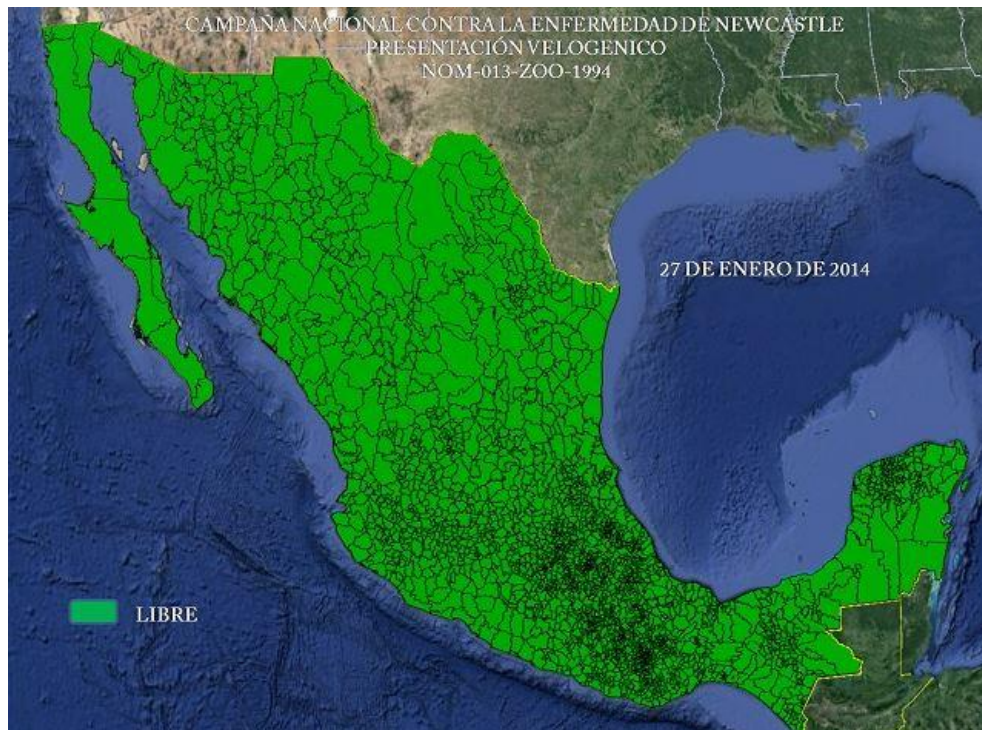 CAMPAÑA NACIONAL CONTRA LA ENFERMEDAD DE NEWCASTLE
PRESENTACIÓN VELOGENICO
NOM-013-ZOO-1994
27 DE ENERO DE 2014
LIBRE